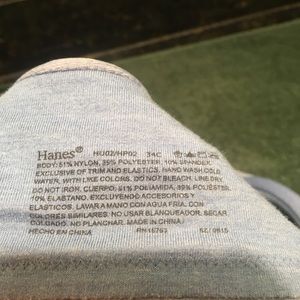 Hanes® HU02/HP02 34C
BODY: 51% NYLON, 39% POLYESTER, 10% SPANDEX.
EXCLUSIVE OF TRIM AND ELASTICS. HAND WASH COLD
WATER, WITH LIKE COLORS. DO NOT BLEACH. LINE DRY.
DO NOT IRON. CUERPO: 51% POLIAMIDA, 39% POLIÉSTER,
10% ELASTANO. EXCLUYENDO ACCESORIOS Y
ELASTICOS. LAVAR A MANO CON AGUA FRIA. CON
COLORES SIMILARES. NO USAR BLANQUEADOR. SECAR
COLGADO. NO PLANCHAR. MADE IN CHINA.
HECHO EN CHINA RN15763